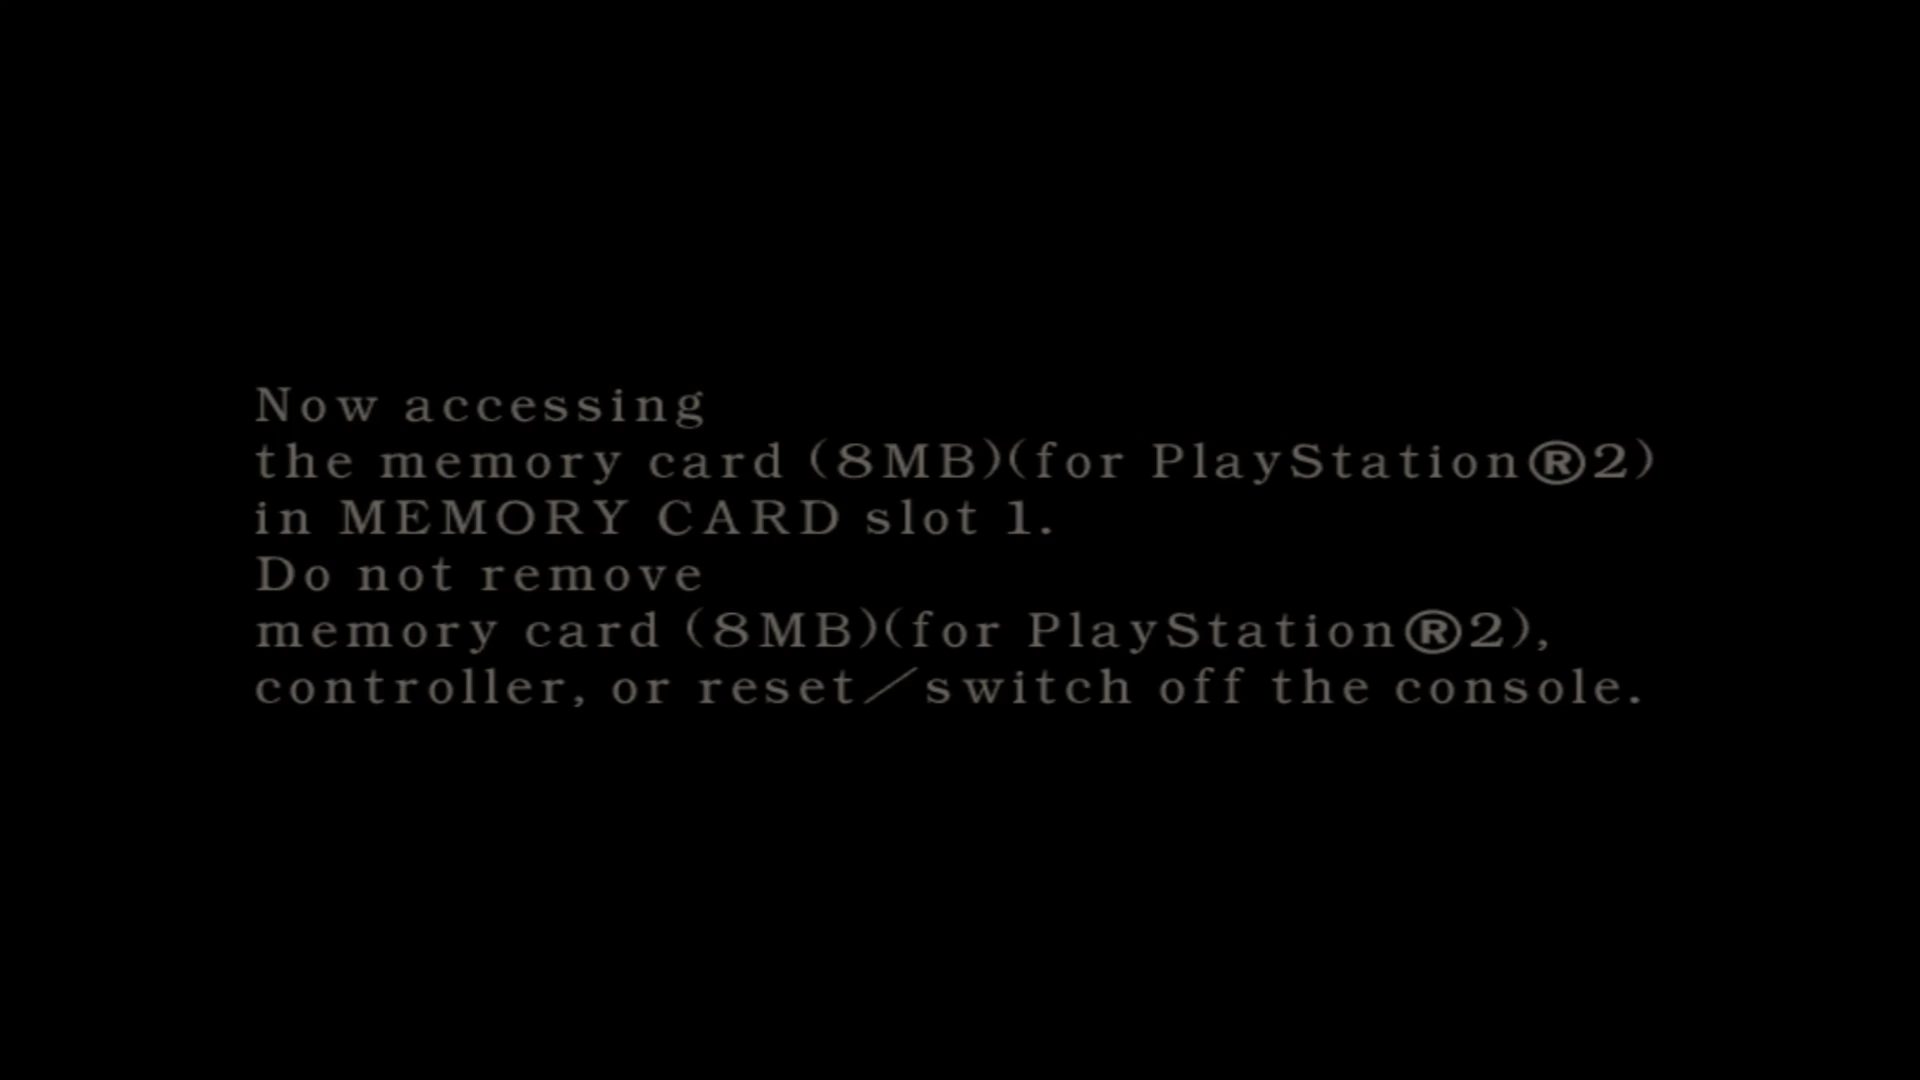 Now accessing
the memory card (8MB)(for PlayStation®2)
in MEMORY CARD slot 1.
Do not remove
memory card (8MB)(for PlayStation®2),
controller, or reset／switch off the console.